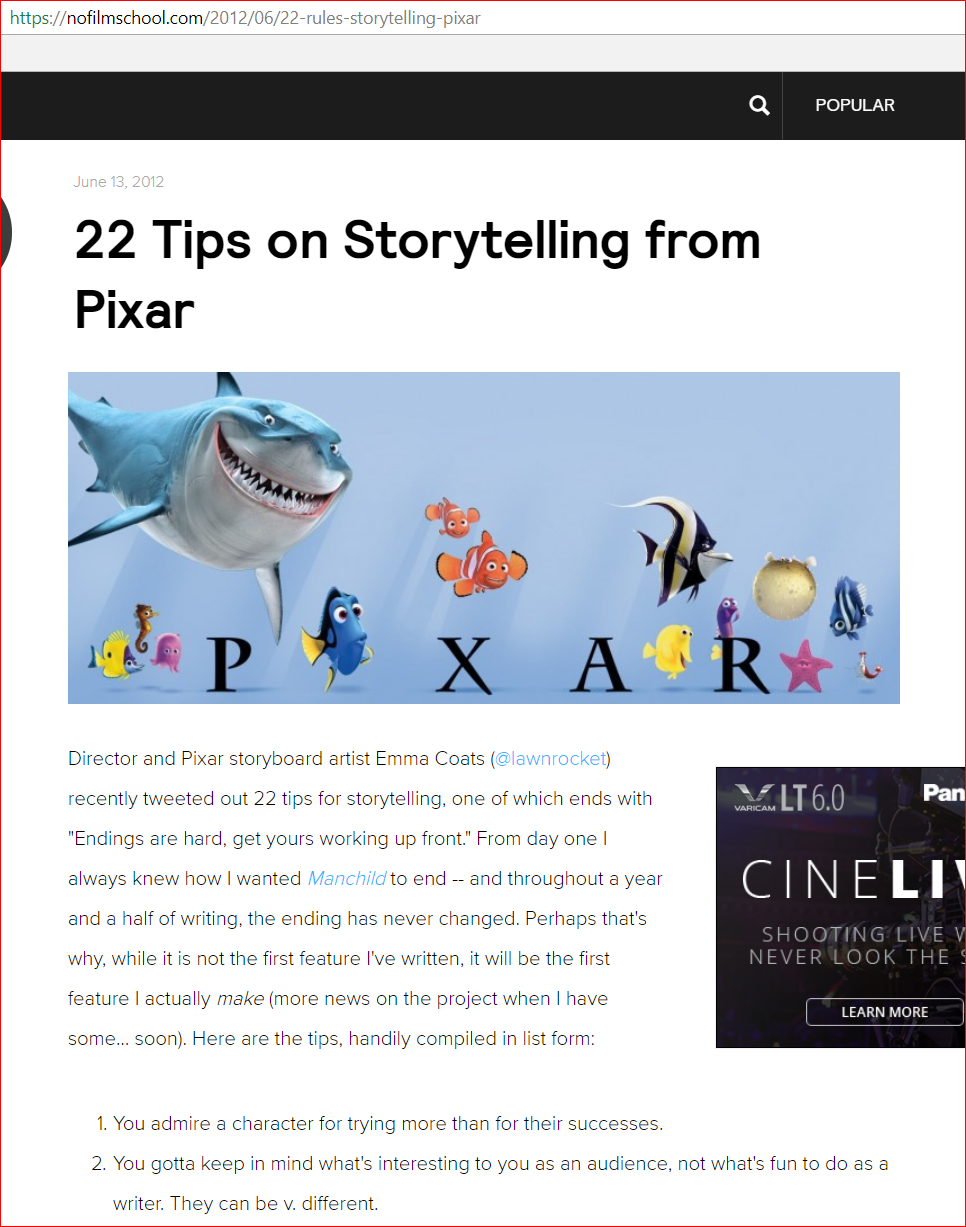 https://nofilmschool.com/2012/06/22-rules-storytelling-pixar
POPULAR
June 13, 2012
22 Tips on Storytelling from
Pixar
P X A R
Director and Pixar storyboard artist Emma Coats (@lawnrocket)
recently tweeted out 22 tips for storytelling, one of which ends with
"Endings are hard, get yours working up front." From day one I
always knew how I wanted Manchild to end -- and throughout a year
and a half of writing, the ending has never changed. Perhaps that's
why, while it is not the first feature I've written, it will be the first
feature I actually make (more news on the project when I have
some... soon). Here are the tips, handily compiled in list form:
VARICAM LT 6.0 Pan
CINELIV
SHOOTING LIVE W
NEVER LOOK THE S
LEARN MORE
1. You admire a character for trying more than for their successes.
2. You gotta keep in mind what's interesting to you as an audience, not what's fun to do as a
writer. They can be v. different.